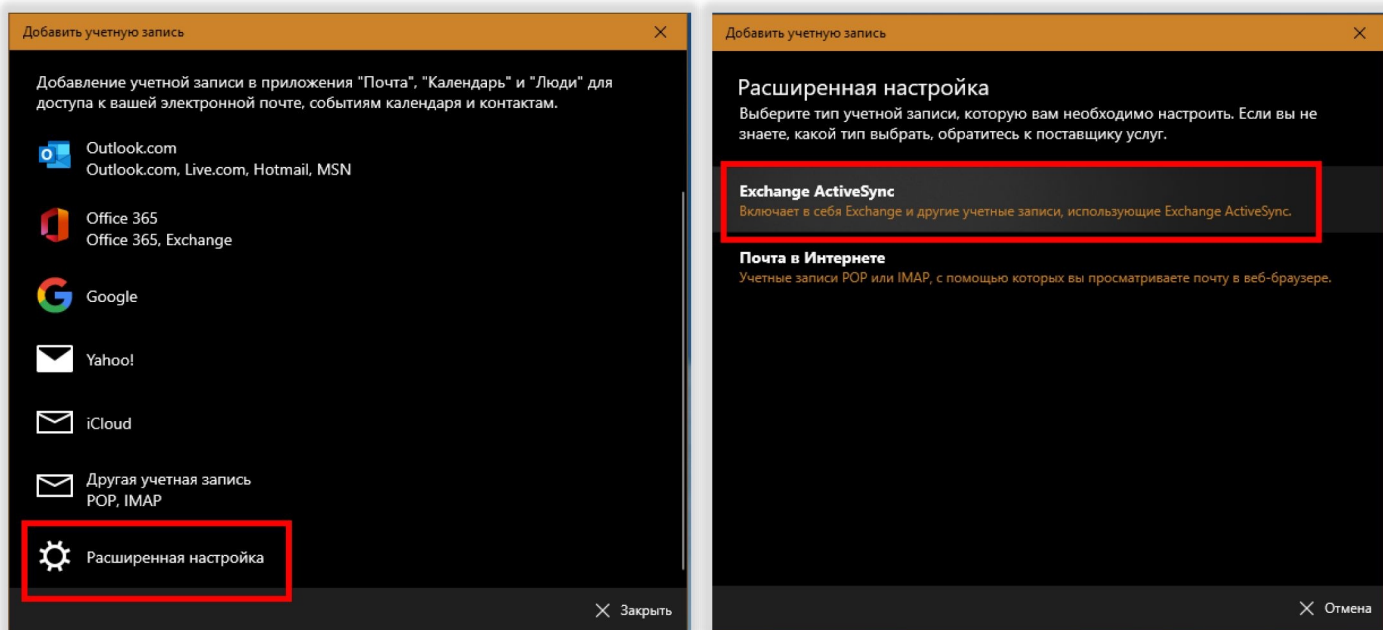 Добавить учетную запись
Добавление учетной записи в приложения "Почта", "Календарь" и "Люди" для
доступа к вашей электронной почте, событиям календаря и контактам.
Outlook.com
Outlook.com, Live.com, Hotmail, MSN
Office 365
Office 365, Exchange
Google
Yahoo!
iCloud
Другая учетная запись
POP, IMAP
Расширенная настройка
Закрыть
Добавить учетную запись
Расширенная настройка
Выберите тип учетной записи, которую вам необходимо настроить. Если вы не
знаете, какой тип выбрать, обратитесь к поставщику услуг.
Exchange ActiveSync
Включает в себя Exchange и другие учетные записи, использующие Exchange ActiveSync.
Почта в Интернете
Учетные записи POP или IMAP, с помощью которых вы просматриваете почту в веб-браузере.
Отмена